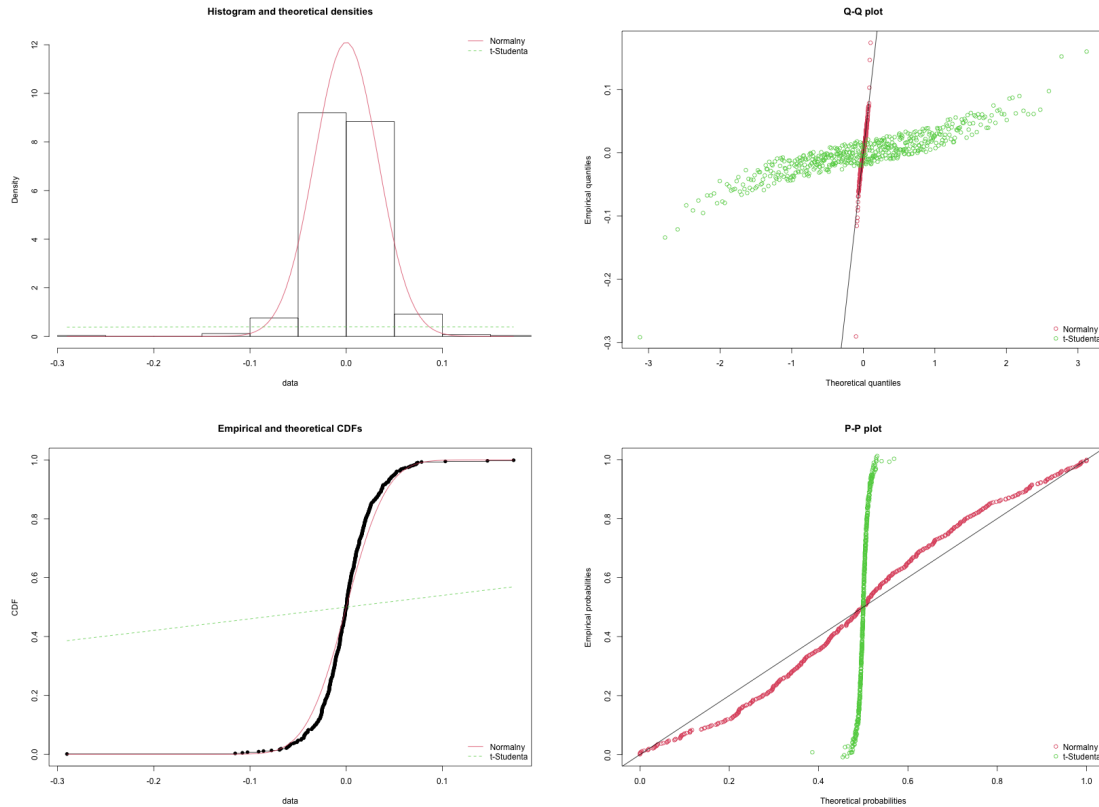 Histogram and theoretical densities
Normalny
t-Studenta
Density
0
2
4
6
8
10
12
-0.3
-0.2
-0.1
0.0
0.1
data
Q-Q plot
Empirical quantiles
-0.3
-0.2
-0.1
0.0
0.1
Normalny
t-Studenta
-3
-2
-1
0
1
2
3
Theoretical quantiles
Empirical and theoretical CDFs
CDF
0.0
0.2
0.4
0.6
0.8
1.0
Normalny
t-Studenta
-0.3
-0.2
-0.1
0.0
0.1
data
P-P plot
Empirical probabilities
0.0
0.2
0.4
0.6
0.8
1.0
Normalny
t-Studenta
0.0
0.2
0.4
0.6
0.8
1.0
Theoretical probabilities